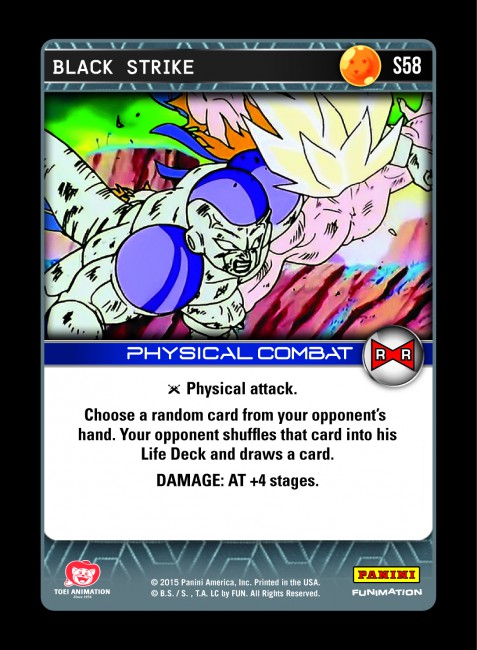 BLACK STRIKE
S58
PHYSICAL COMBAT
R R
Physical attack.
Choose a random card from your opponent's
hand. Your opponent shuffles that card into his
Life Deck and draws a card.
DAMAGE: AT +4 stages.
TOEI ANIMATION
Since 1956
© 2015 Panini America, Inc. Printed in the USA.
© B.S. / S. , T.A. LC by FUN. All Rights Reserved.
PANINI
FUNIMATION